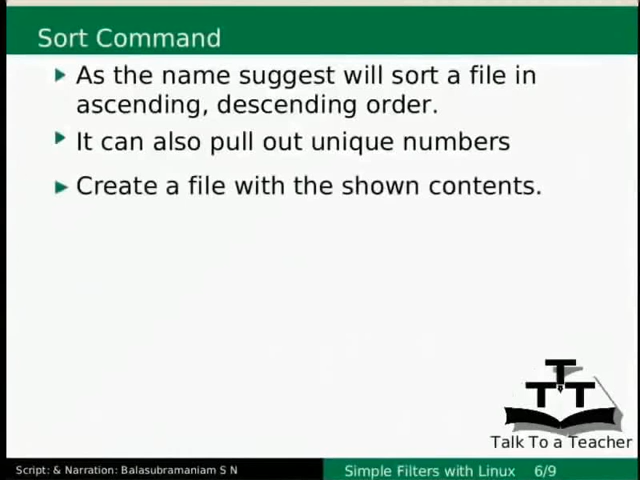 Sort Command
As the name suggest will sort a file in
ascending, descending order.
It can also pull out unique numbers
Create a file with the shown contents.
TTT
Talk To a Teacher
Script: & Narration: Balasubramaniam S N
Simple Filters with Linux 6/9